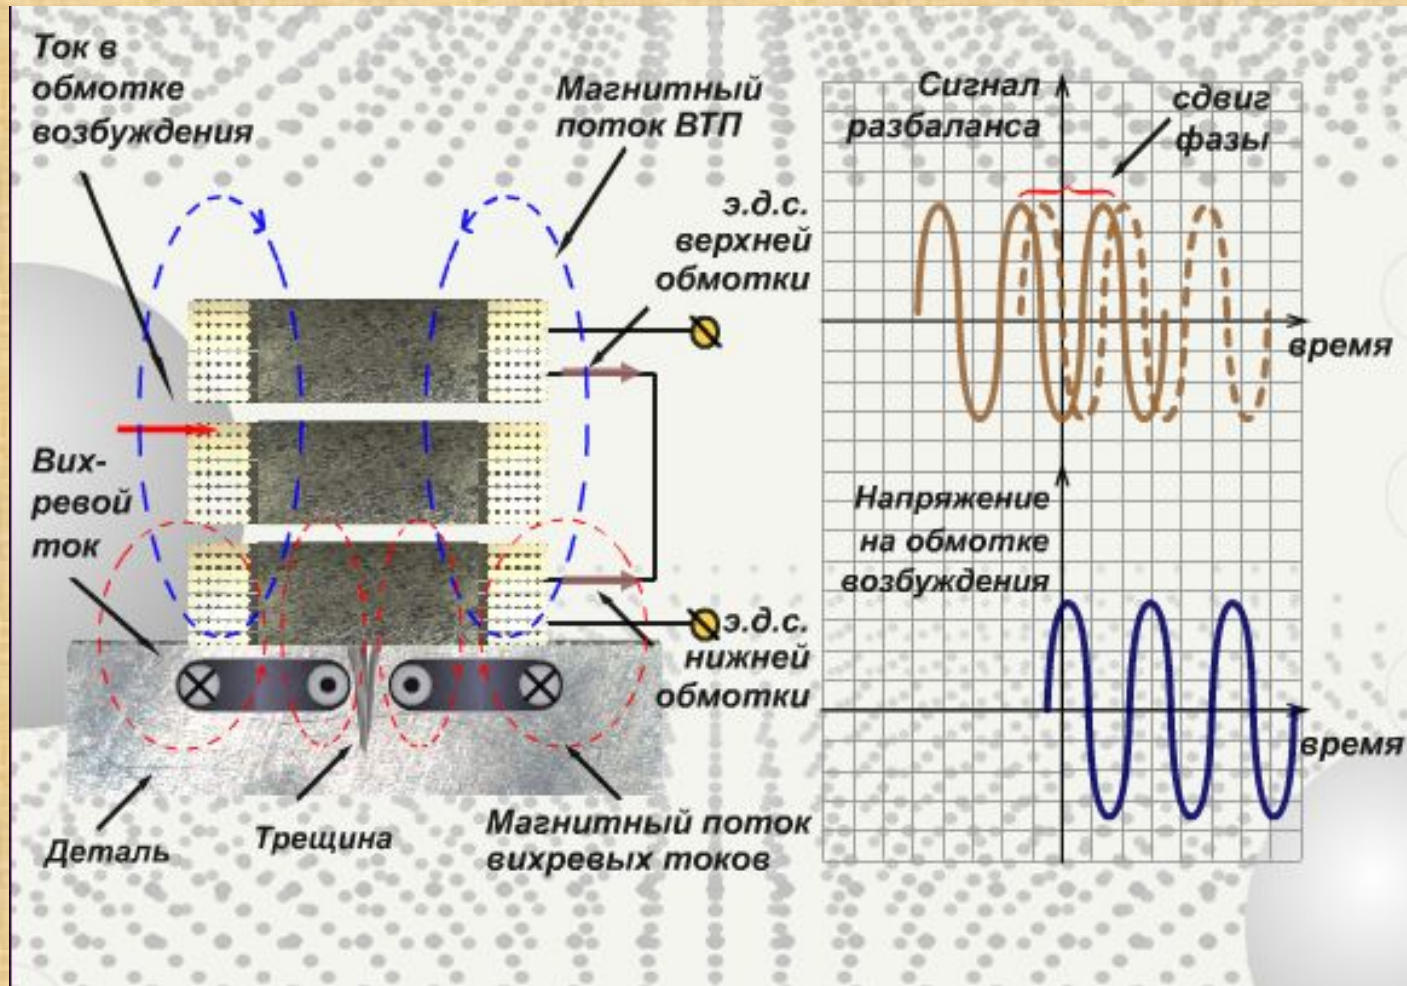 Ток в
обмотке
возбуждения
Магнитный
поток ВТП
э.д.с.
верхней
обмотки
Вих-
ревой
ток
э.д.с.
нижней
обмотки
Деталь
Трещина
Магнитный поток
вихревых токов
Сигнал
разбаланса
сдвиг
фазы
время
Напряжение
на обмотке
возбуждения
время